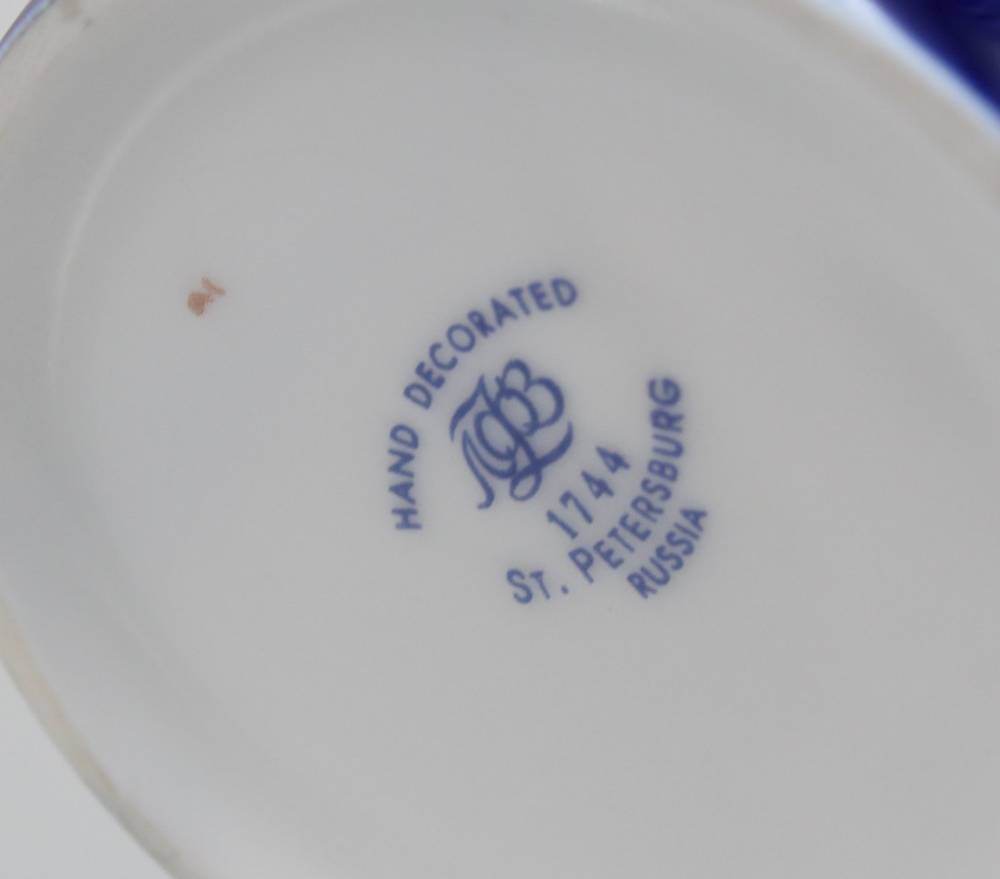 HAND DECORATED
1744
ST. PETERSBURG
RUSSIA